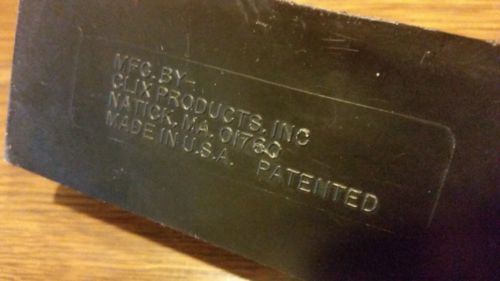 MFG. BY-
CLIX PRODUCTS, INC
NATICK, MA. 01760
MADE IN U.S.A. PATENTED